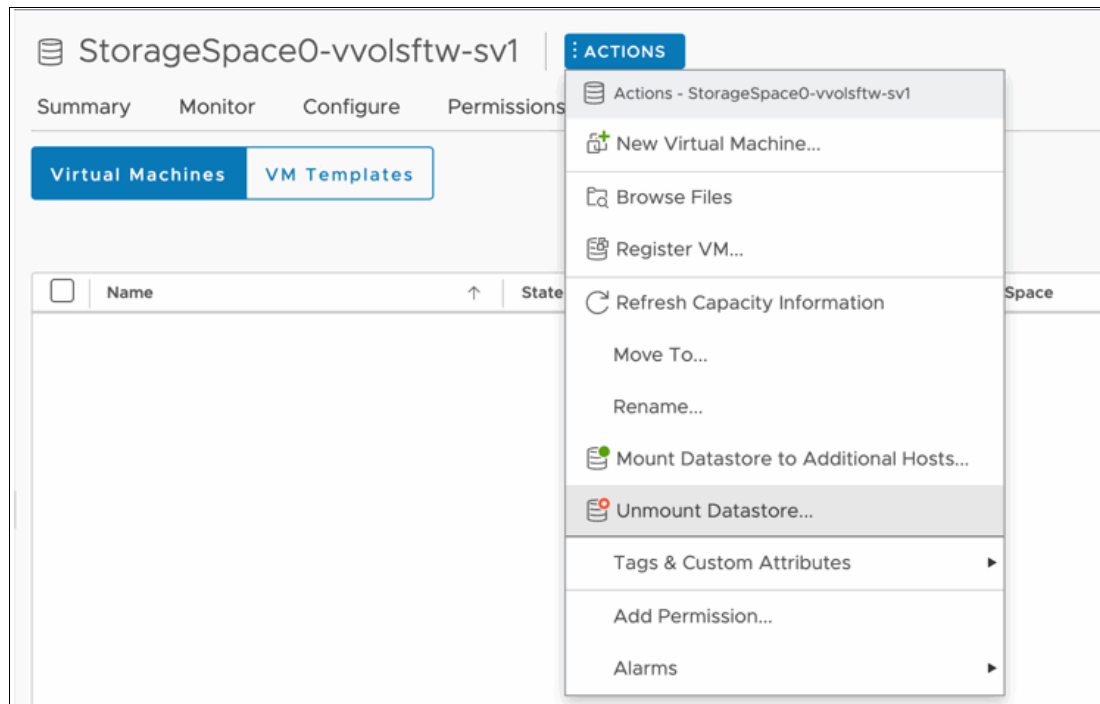 StorageSpace0-vvolsftw-sv1
ACTIONS
Summary Monitor Configure Permissions
Actions - StorageSpace0-vvolsftw-sv1
Virtual Machines VM Templates
New Virtual Machine...
Browse Files
Register VM...
Name State Space
Refresh Capacity Information
Move To...
Rename...
Mount Datastore to Additional Hosts...
Unmount Datastore...
Tags & Custom Attributes
Add Permission...
Alarms